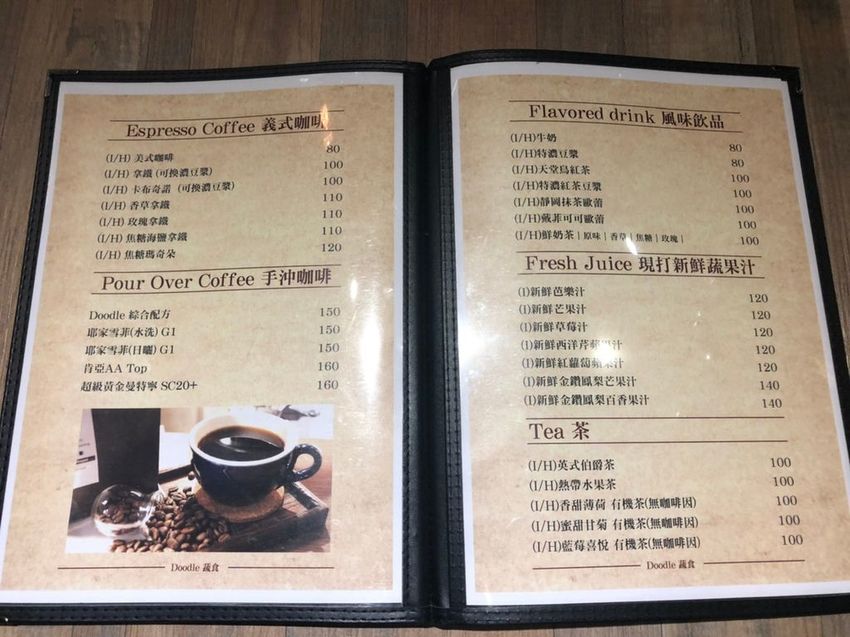 Espresso Coffee 義式咖啡
(I/H) 美式咖啡 80
(I/H) 拿鐵 (可換濃豆漿) 100
(I/H) 卡布奇諾 (可換濃豆漿) 100
(I/H) 香草拿鐵 110
(I/H) 玫瑰拿鐵 110
(I/H) 焦糖海鹽拿鐵 110
(I/H) 焦糖瑪奇朵 120
Pour Over Coffee 手沖咖啡
Doodle 綜合配方 150
耶家雪菲(水洗) G1 150
耶家雪菲(日曬) G1 150
肯亞AA Top 160
超級黃金曼特寧 SC20+ 160
Doodle 蔬食
Flavored drink 風味飲品
(I/H)牛奶 80
(I/H)特濃豆漿 80
(I/H)天堂鳥紅茶 100
(I/H)特濃紅茶豆漿 100
(I/H)靜岡抹茶歐蕾 100
(I/H)戴菲可可歐蕾 100
(I/H)鮮奶茶 | 原味 | 香草 | 焦糖 | 玫瑰 | 100
Fresh Juice 現打新鮮蔬果汁
(I)新鮮芭樂汁 120
(I)新鮮芒果汁 120
(I)新鮮草莓汁 120
(I)新鮮西洋芹蘋果汁 120
(I)新鮮紅蘿蔔蘋果汁 120
(I)新鮮金鑽鳳梨芒果汁 140
(I)新鮮金鑽鳳梨百香果汁 140
Tea 茶
(I/H)英式伯爵茶 100
(I/H)熱帶水果茶 100
(I/H)香甜薄荷 有機茶(無咖啡因) 100
(I/H)蜜甜甘菊 有機茶(無咖啡因) 100
(I/H)藍莓喜悅 有機茶(無咖啡因) 100
Doodle 蔬食